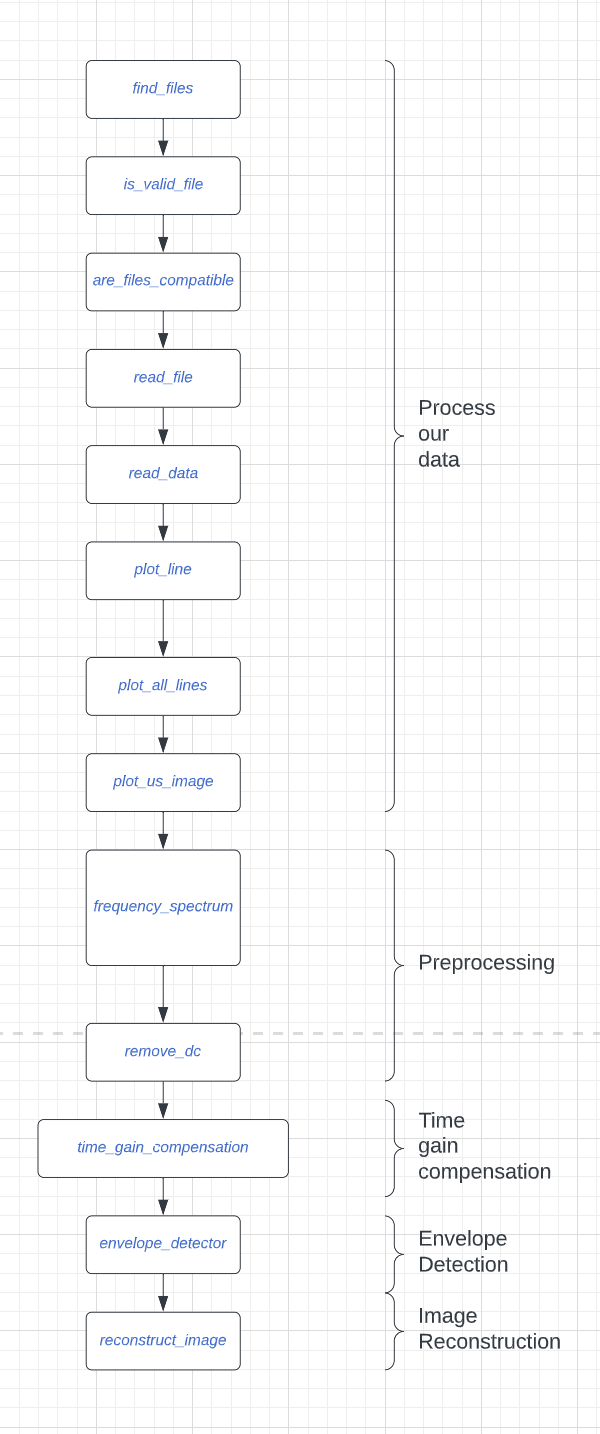 find_files
is_valid_file
are_files_compatible
read_file
Process
our
data
read_data
plot_line
plot_all_lines
plot_us_image
frequency_spectrum
Preprocessing
remove_dc
Time
gain
compensation
time_gain_compensation
envelope_detector
Envelope
Detection
reconstruct_image
Image
Reconstruction